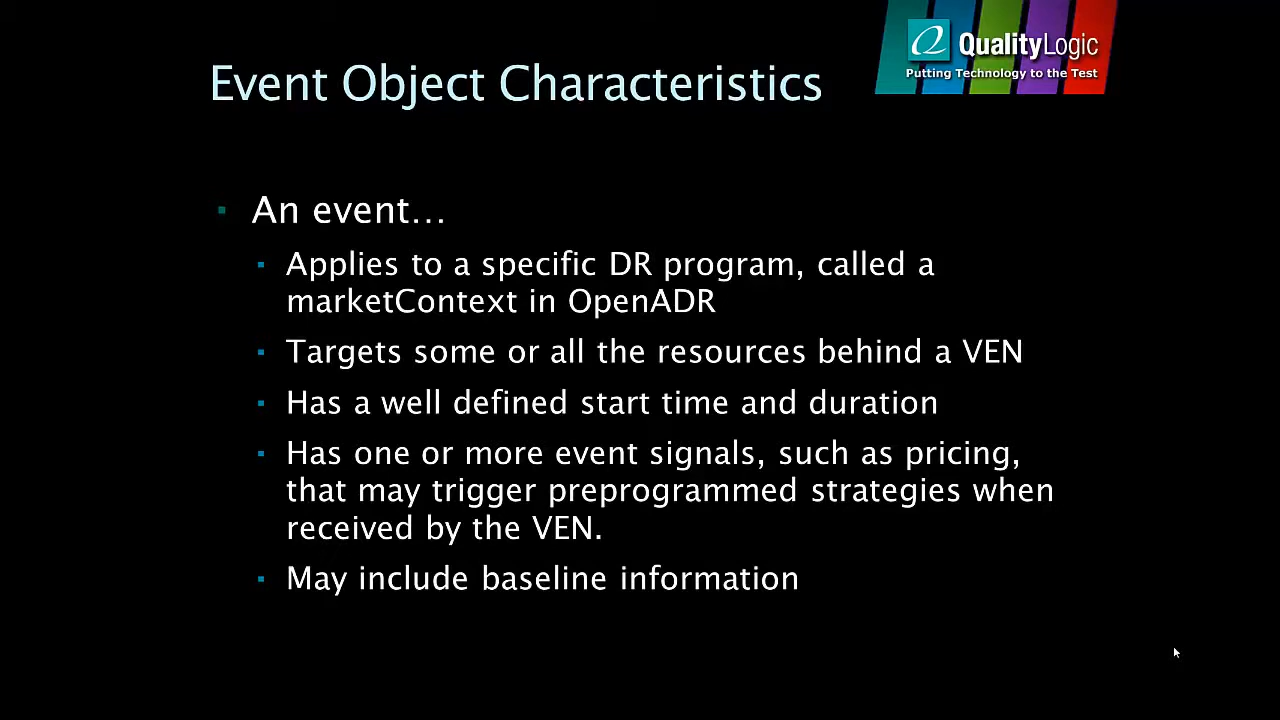 QualityLogic
Putting Technology to the Test
Event Object Characteristics
▪ An event…
▪ Applies to a specific DR program, called a
marketContext in OpenADR
▪ Targets some or all the resources behind a VEN
▪ Has a well defined start time and duration
▪ Has one or more event signals, such as pricing,
that may trigger preprogrammed strategies when
received by the VEN.
▪ May include baseline information